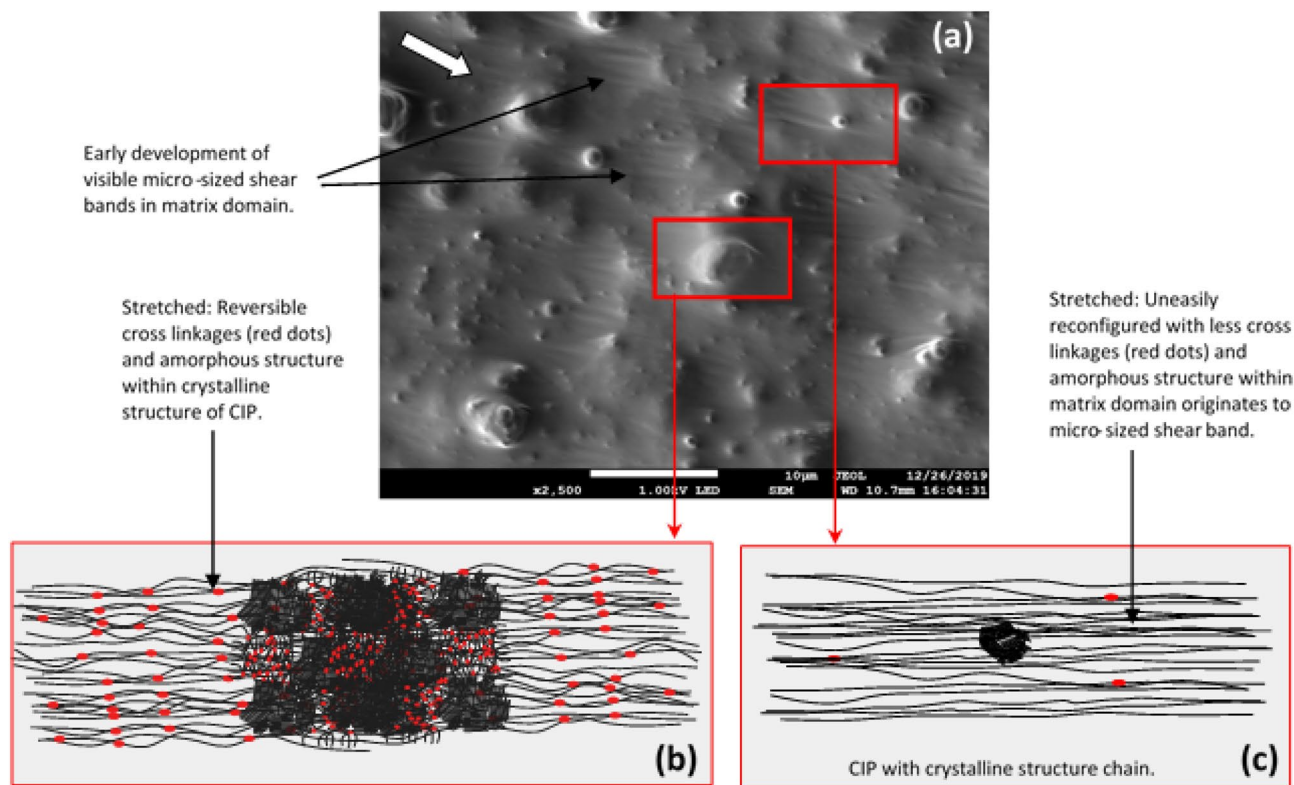 (a)
Early development of
visible micro-sized shear
bands in matrix domain.
Stretched: Reversible
cross linkages (red dots)
and amorphous structure
within crystalline
structure of CIP.
Stretched: Uneasily
reconfigured with less cross
linkages (red dots) and
amorphous structure within
matrix domain originates to
micro-sized shear band.
10µm JEOL 12/26/2019
x2,500 1.00kV LED SEM WD 10.7mm 16:04:31
(b)
CIP with crystalline structure chain.
(c)